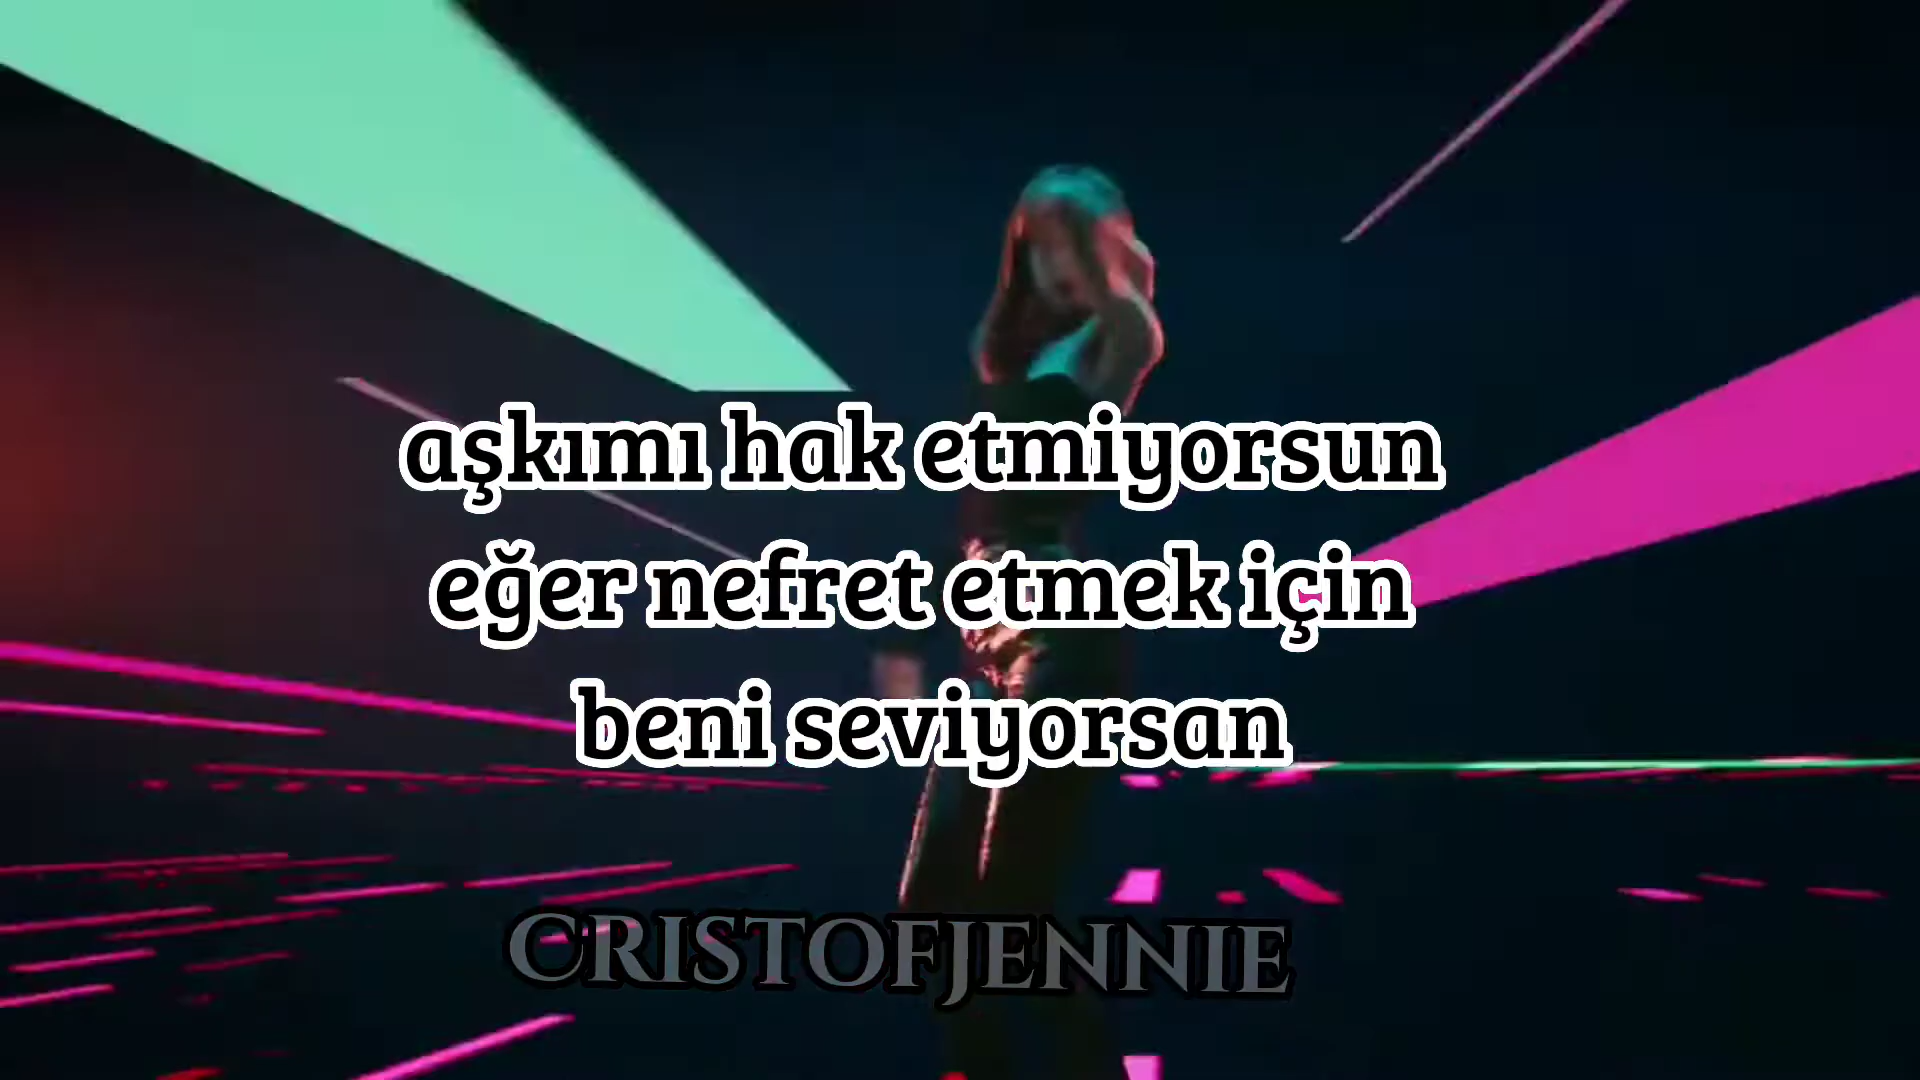 aşkımı hak etmiyorsun
eğer nefret etmek için
beni seviyorsan
CRISTOFJENNIE